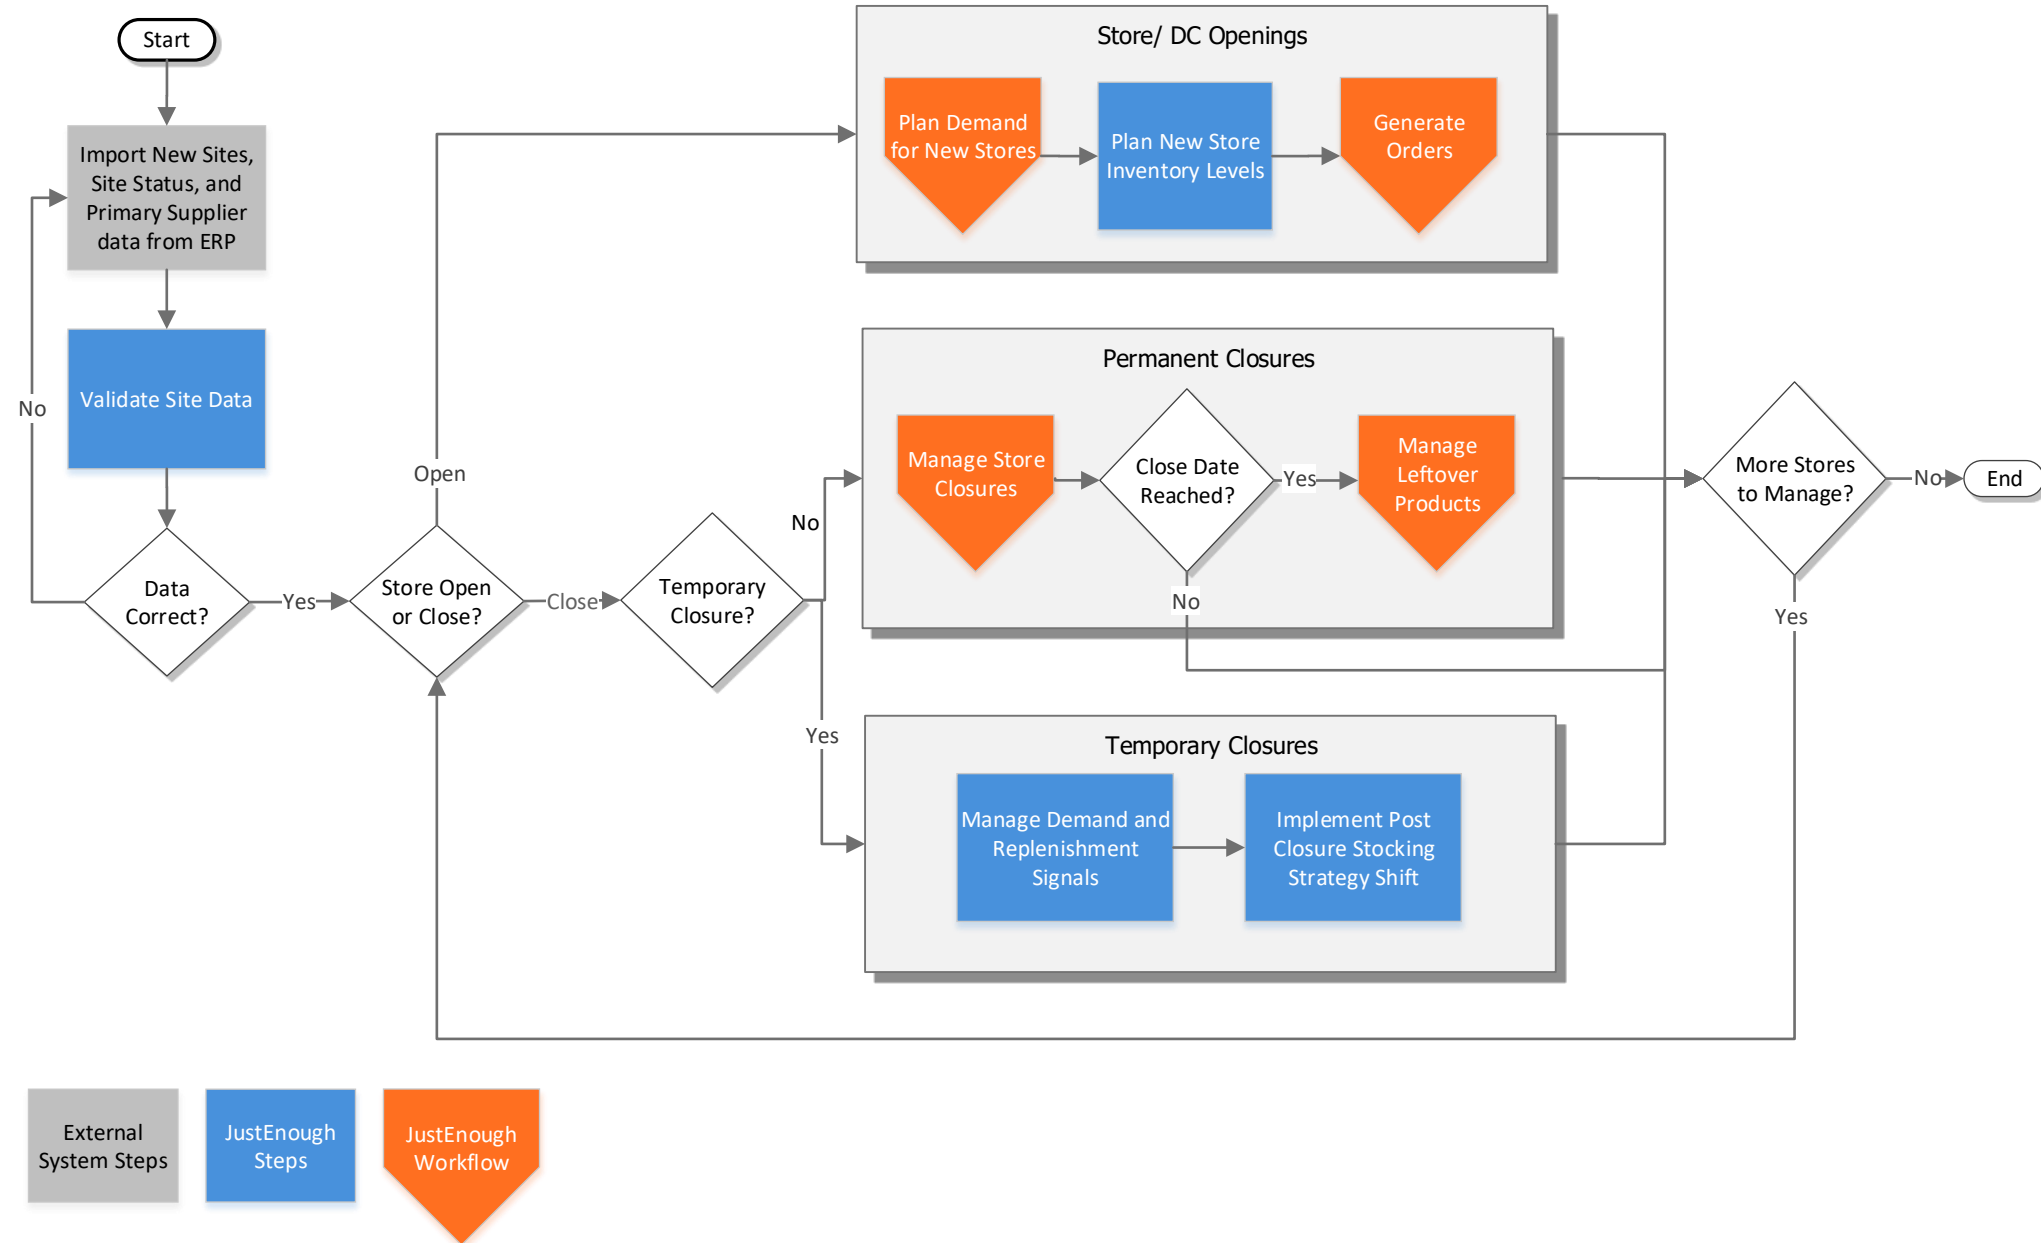 Start
Import New Sites,
Site Status, and
Primary Supplier
data from ERP
Validate Site Data
No
Data
Correct?
Yes
Store Open
or Close?
Open
Close
Temporary
Closure?
No
Yes
Store/ DC Openings
Plan Demand
for New Stores
Plan New Store
Inventory Levels
Generate
Orders
Permanent Closures
Manage Store
Closures
Close Date
Reached?
Yes
No
Manage
Leftover
Products
Temporary Closures
Manage Demand and
Replenishment
Signals
Implement Post
Closure Stocking
Strategy Shift
More Stores
to Manage?
No
End
Yes
External
System Steps
JustEnough
Steps
JustEnough
Workflow